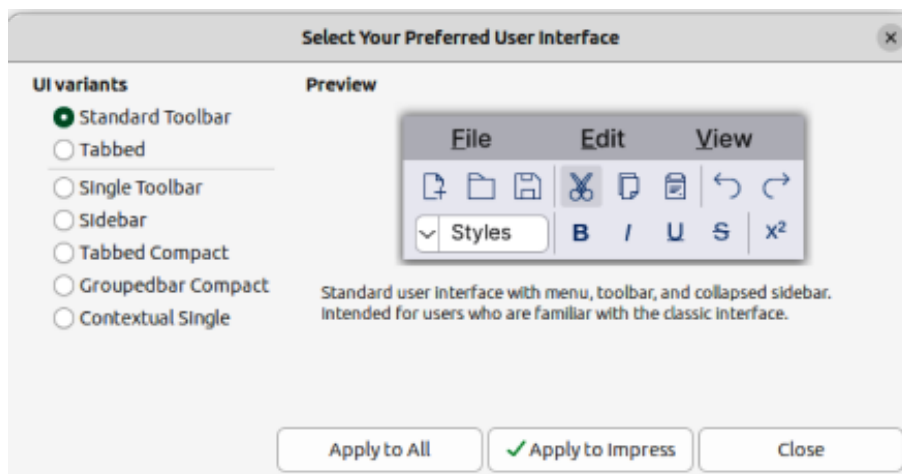 Select Your Preferred User Interface
UI variants
Standard Toolbar
Tabbed
Single Toolbar
Sidebar
Tabbed Compact
Groupedbar Compact
Contextual Single
Preview
File Edit View
Styles B I U S x²
Standard user interface with menu, toolbar, and collapsed sidebar.
Intended for users who are familiar with the classic interface.
Apply to All Apply to Impress Close